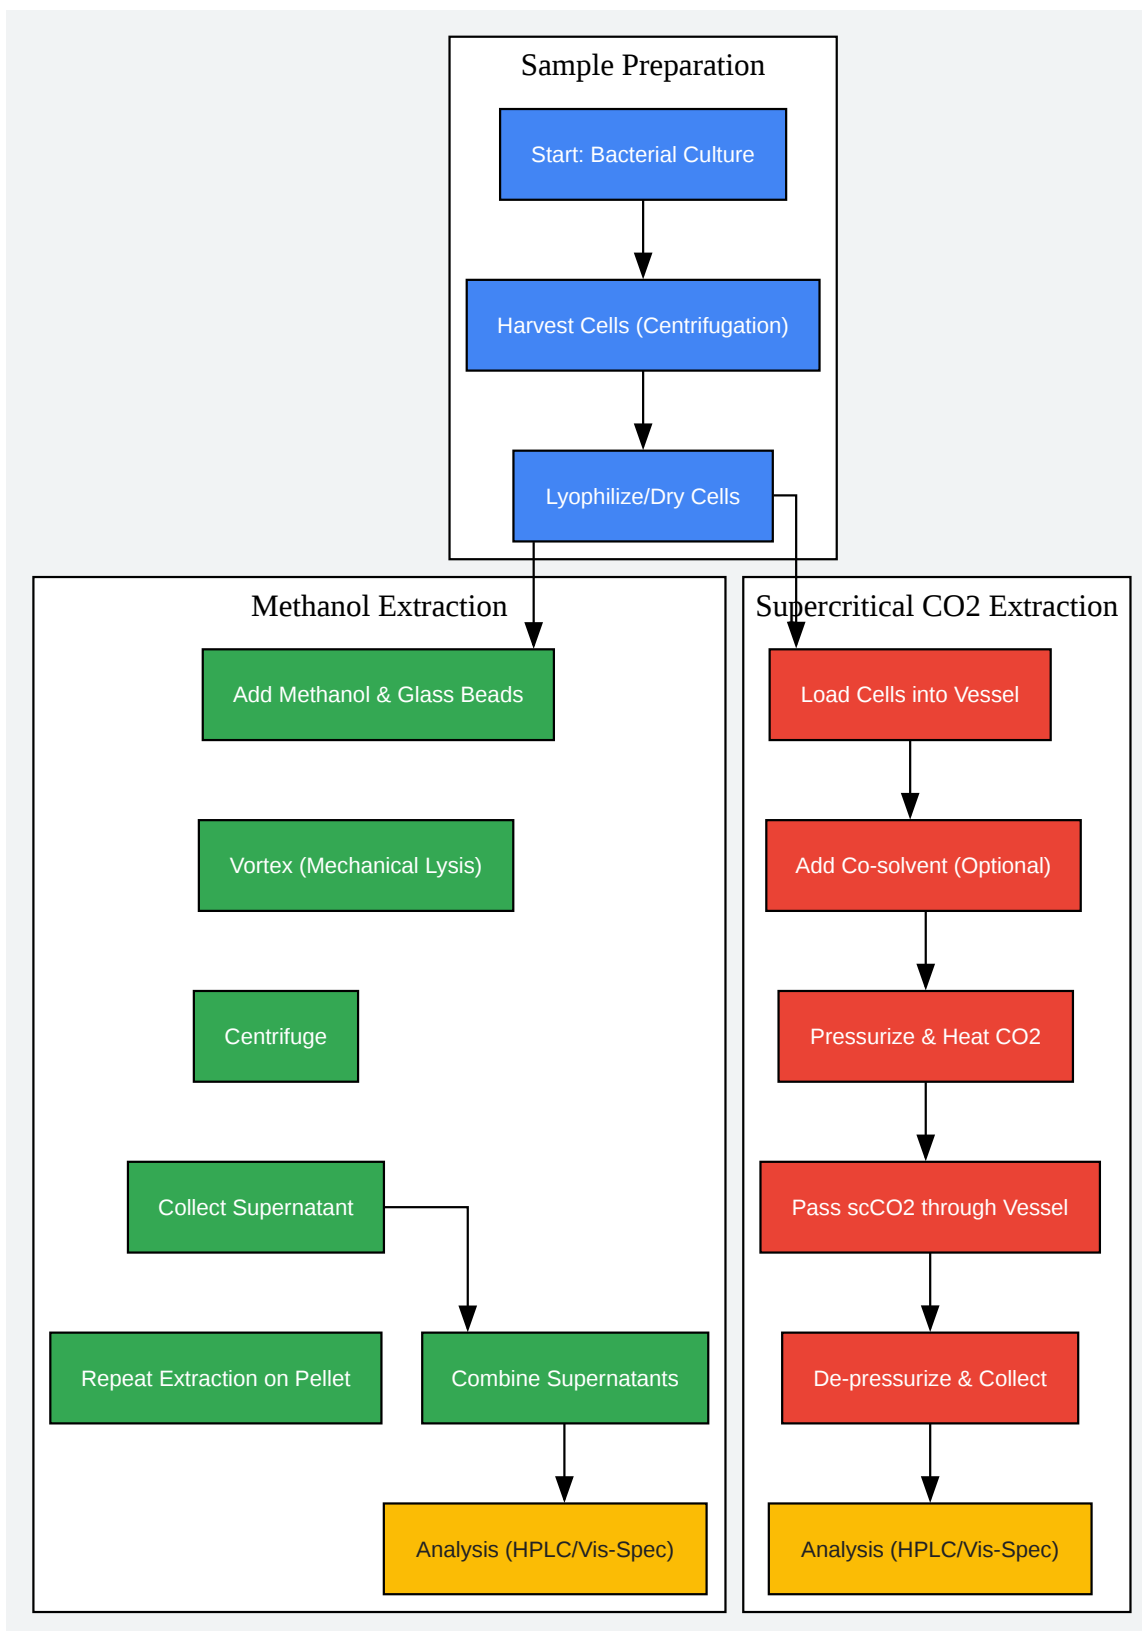 Sample Preparation
Start: Bacterial Culture
Harvest Cells (Centrifugation)
Lyophilize/Dry Cells
Methanol Extraction
Add Methanol & Glass Beads
Vortex (Mechanical Lysis)
Centrifuge
Collect Supernatant
Repeat Extraction on Pellet
Combine Supernatants
Analysis (HPLC/Vis-Spec)
Supercritical CO2 Extraction
Load Cells into Vessel
Add Co-solvent (Optional)
Pressurize & Heat CO2
Pass scCO2 through Vessel
De-pressurize & Collect
Analysis (HPLC/Vis-Spec)